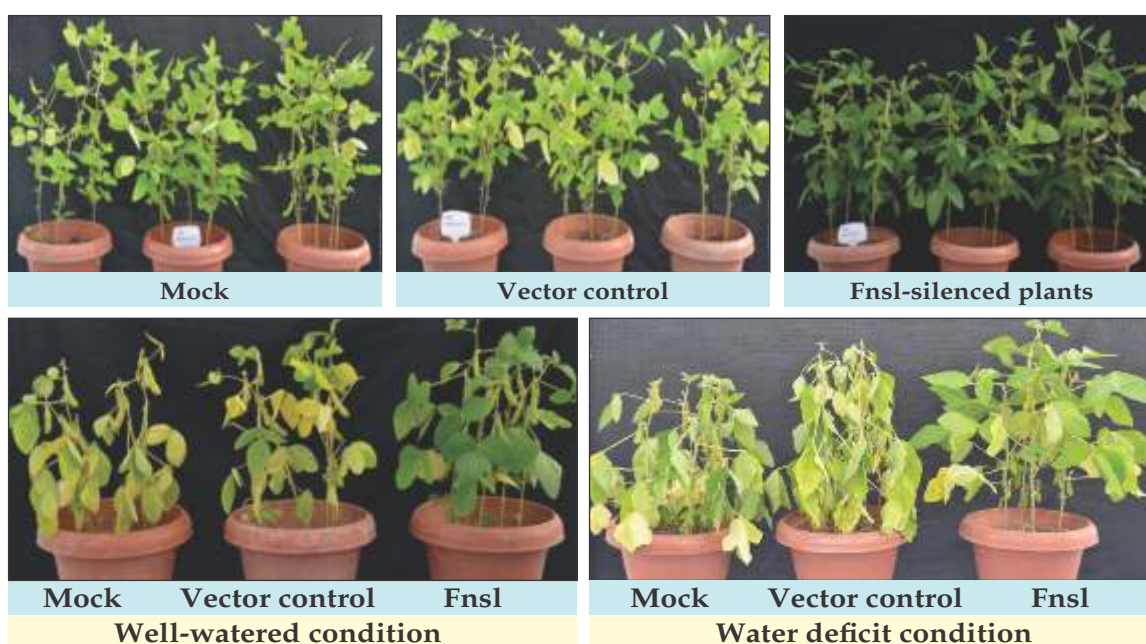 Mock
Vector control
Fnsl-silenced plants
Mock Vector control Fnsl
Well-watered condition
Mock Vector control Fnsl
Water deficit condition